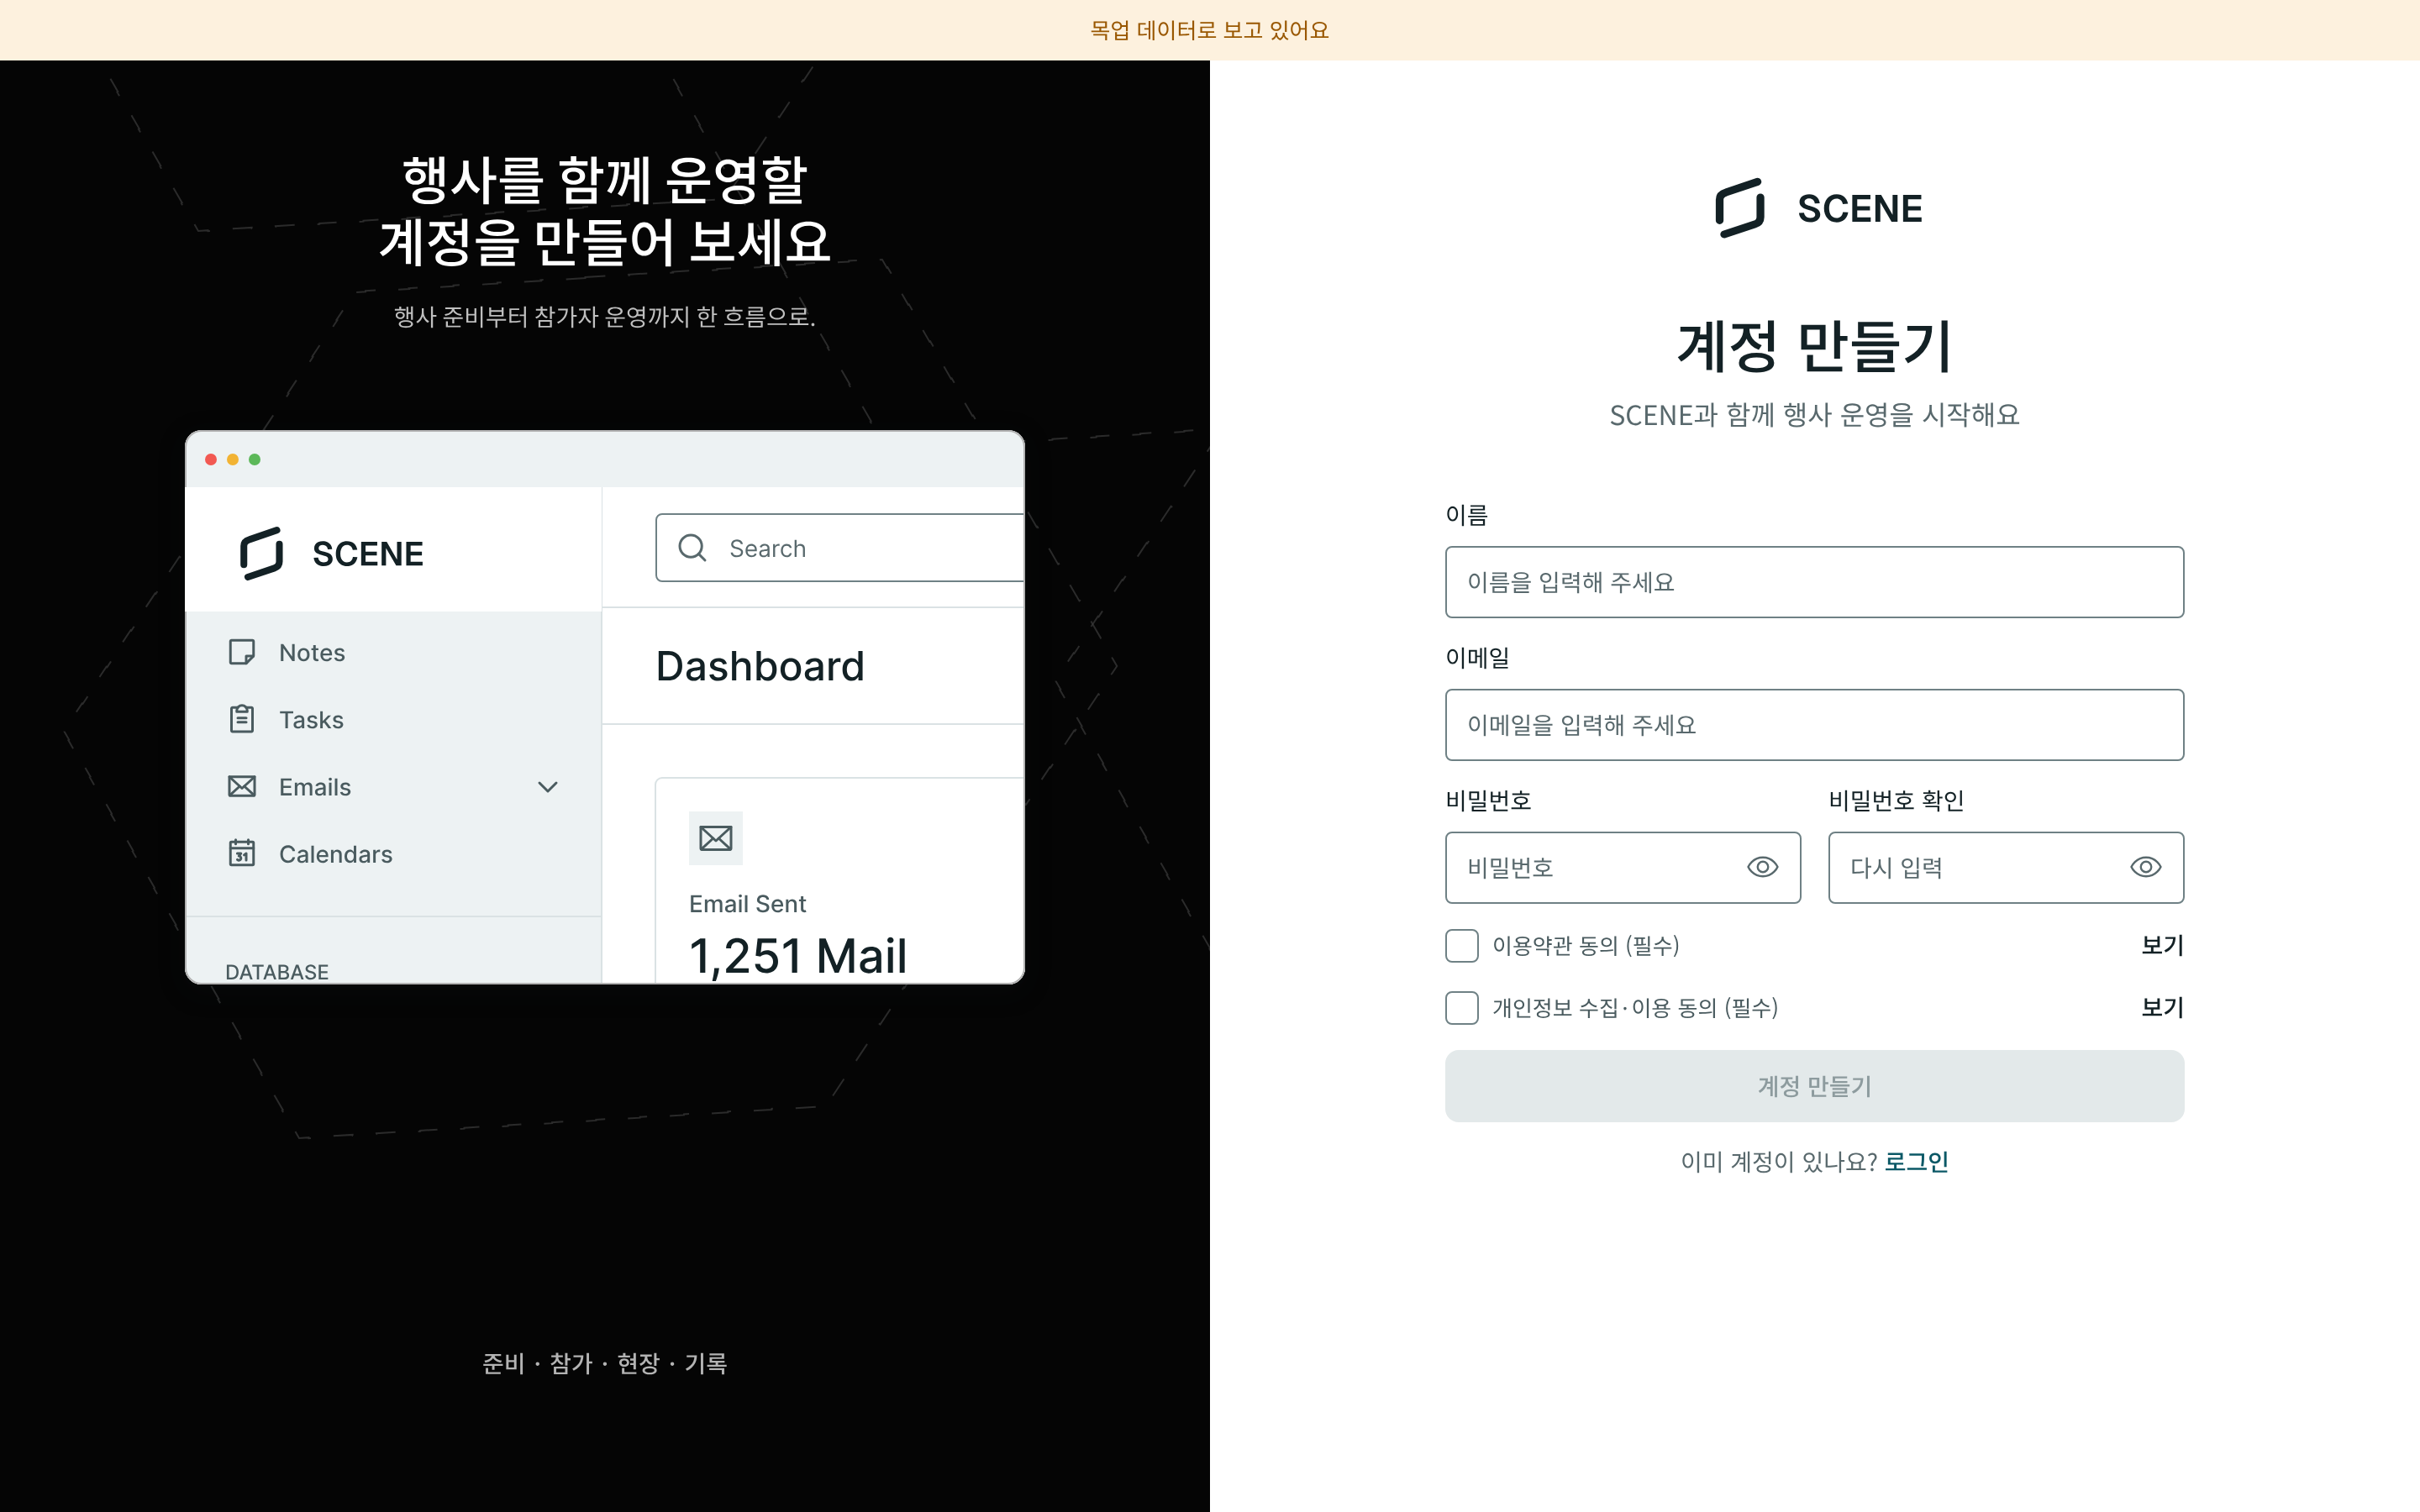 목업 데이터로 보고 있어요
행사를 함께 운영할
계정을 만들어 보세요
행사 준비부터 참가자 운영까지 한 흐름으로.
SCENE
Search
Notes
Dashboard
Tasks
Emails
31
Calendars
Email Sent
1,251 Mail
DATABASE
준비 · 참가 · 현장 · 기록
SCENE
계정 만들기
SCENE과 함께 행사 운영을 시작해요
이름
이름을 입력해 주세요
이메일
이메일을 입력해 주세요
비밀번호 비밀번호 확인
비밀번호 다시 입력
이용약관 동의 (필수) 보기
개인정보 수집·이용 동의 (필수) 보기
계정 만들기
이미 계정이 있나요? 로그인